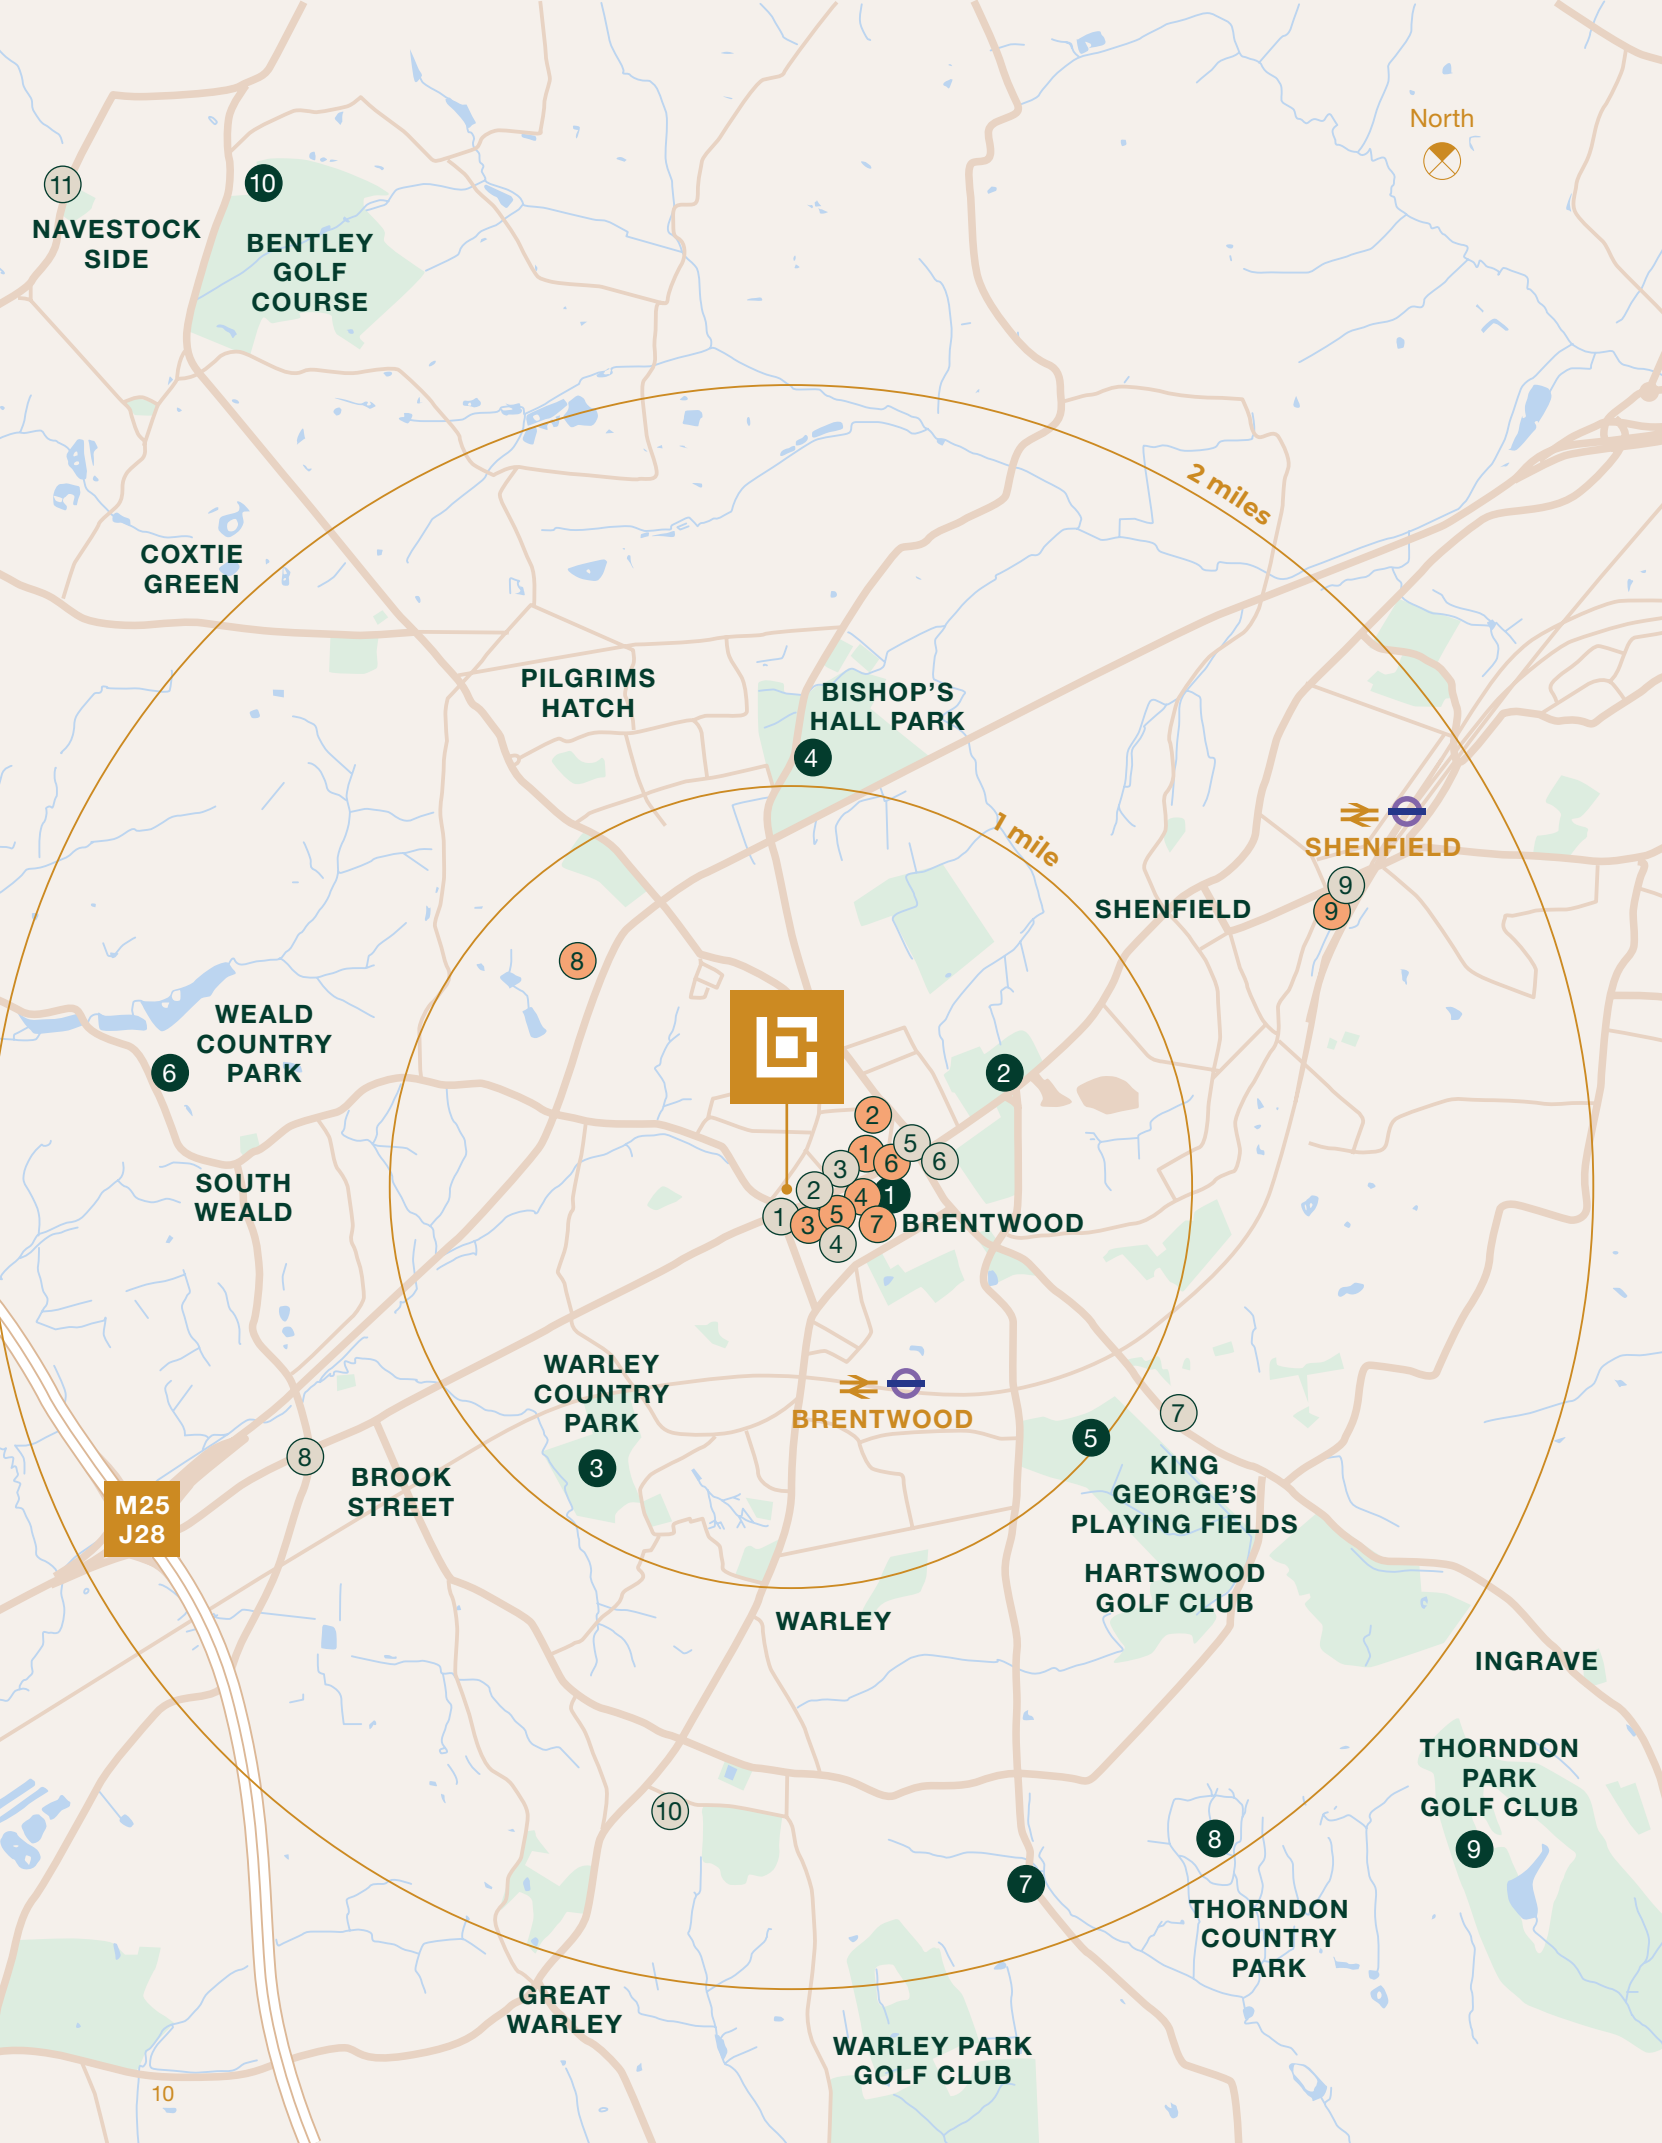 North
11
10
NAVESTOCK
SIDE
BENTLEY
GOLF
COURSE
2 miles
COXTIE
GREEN
PILGRIMS
HATCH
BISHOP'S
HALL PARK
4
1 mile
SHENFIELD
SHENFIELD
9
9
8
WEALD
COUNTRY
PARK
6
2
2
1
6
5
6
3
2
4
1
1
3
5
7
4
BRENTWOOD
SOUTH
WEALD
WARLEY
COUNTRY
PARK
3
BRENTWOOD
7
5
KING
GEORGE'S
PLAYING FIELDS
8
BROOK
STREET
M25
J28
HARTSWOOD
GOLF CLUB
WARLEY
INGRAVE
THORNDON
PARK
GOLF CLUB
9
10
8
7
THORNDON
COUNTRY
PARK
GREAT
WARLEY
WARLEY PARK
GOLF CLUB
10